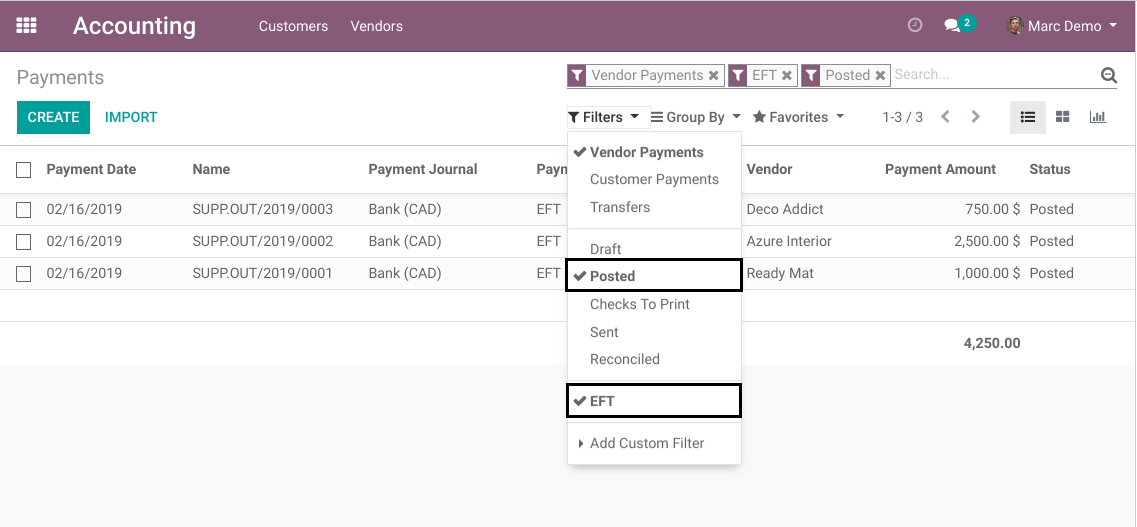 Accounting Customers Vendors 2 Marc Demo
Payments
Vendor Payments EFT Posted Search...
CREATE IMPORT
Filters Group By Favorites 1-3 / 3
Payment Date Name Payment Journal Vendor Payment Amount Status
02/16/2019 SUPP.OUT/2019/0003 Bank (CAD) EFT Deco Addict 750.00 $ Posted
02/16/2019 SUPP.OUT/2019/0002 Bank (CAD) EFT Azure Interior 2,500.00 $ Posted
02/16/2019 SUPP.OUT/2019/0001 Bank (CAD) EFT Ready Mat 1,000.00 $ Posted
4,250.00
Vendor Payments
Customer Payments
Transfers
Draft
Posted
Checks To Print
Sent
Reconciled
EFT
Add Custom Filter